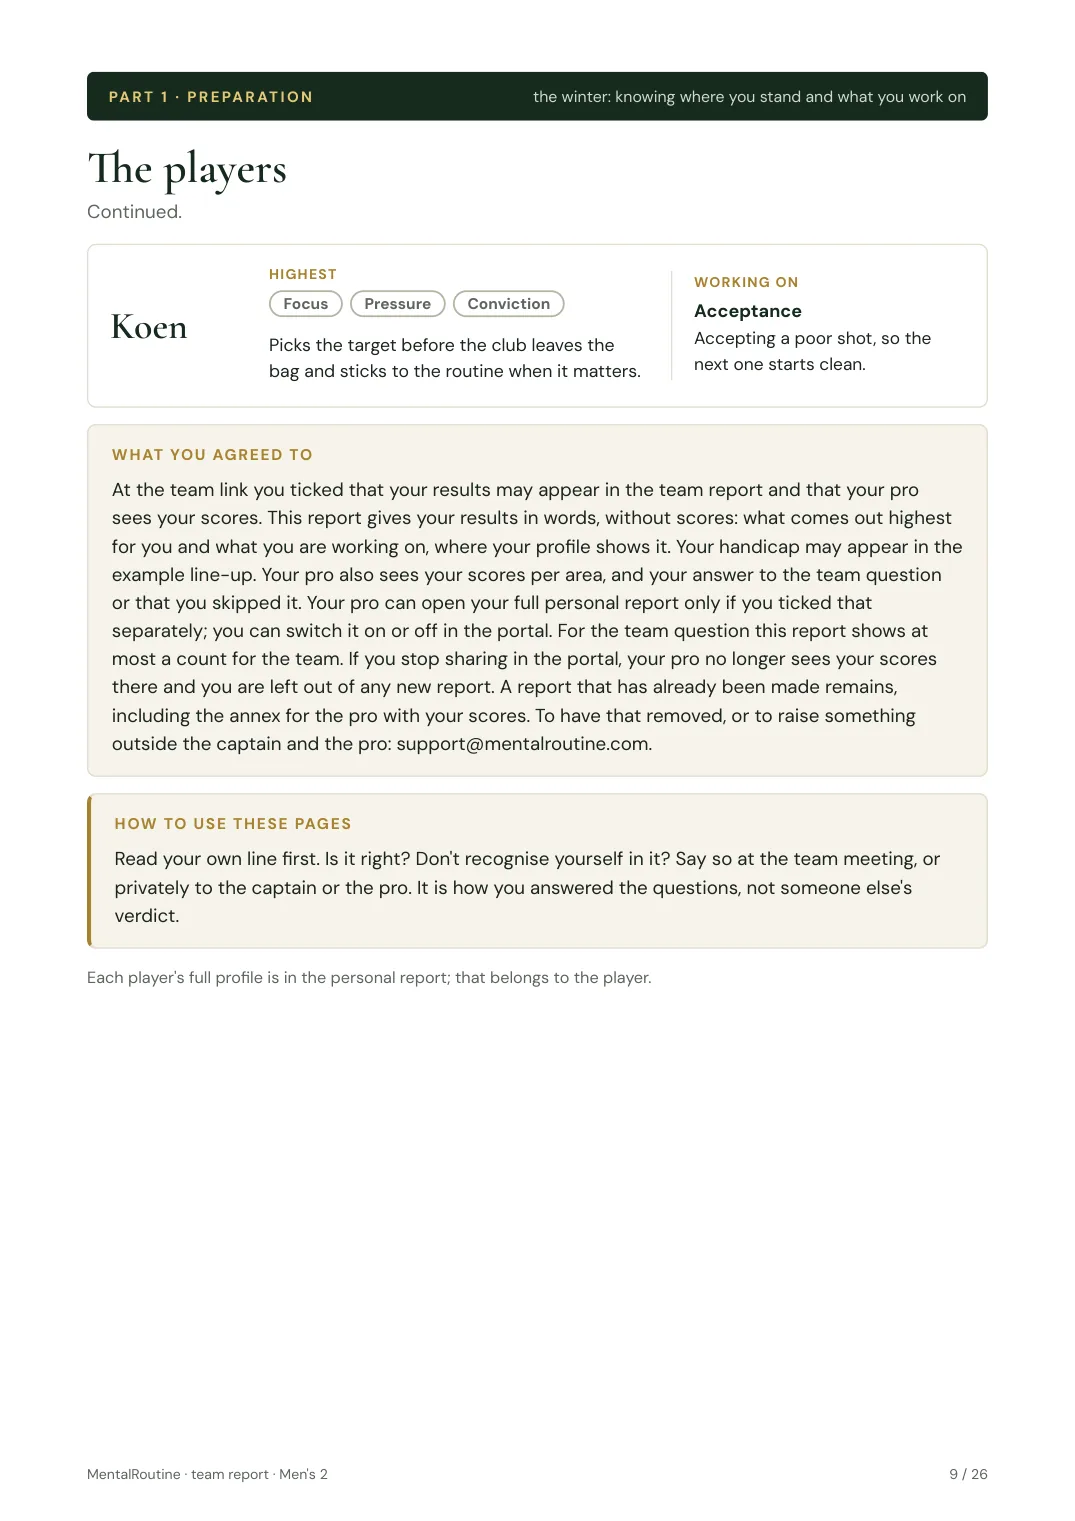 PART 1 · PREPARATION
the winter: knowing where you stand and what you work on
The players
Continued.
Koen
HIGHEST
Focus Pressure Conviction
Picks the target before the club leaves the
bag and sticks to the routine when it matters.
WORKING ON
Acceptance
Accepting a poor shot, so the
next one starts clean.
WHAT YOU AGREED TO
At the team link you ticked that your results may appear in the team report and that your pro
sees your scores. This report gives your results in words, without scores: what comes out highest
for you and what you are working on, where your profile shows it. Your handicap may appear in the
example line-up. Your pro also sees your scores per area, and your answer to the team question
or that you skipped it. Your pro can open your full personal report only if you ticked that
separately; you can switch it on or off in the portal. For the team question this report shows at
most a count for the team. If you stop sharing in the portal, your pro no longer sees your scores
there and you are left out of any new report. A report that has already been made remains,
including the annex for the pro with your scores. To have that removed, or to raise something
outside the captain and the pro: support@mentalroutine.com.
HOW TO USE THESE PAGES
Read your own line first. Is it right? Don't recognise yourself in it? Say so at the team meeting, or
privately to the captain or the pro. It is how you answered the questions, not someone else's
verdict.
Each player's full profile is in the personal report; that belongs to the player.
MentalRoutine · team report · Men's 2
9 / 26